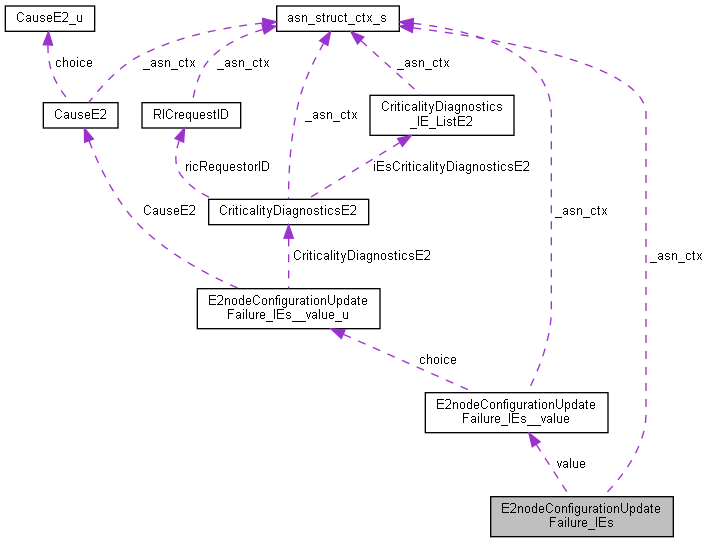 CauseE2_u
asn_struct_ctx_s
choice
_asn_ctx
_asn_ctx
_asn_ctx
CauseE2
RICrequestID
_asn_ctx
CriticalityDiagnostics
_IE_ListE2
ricRequestorID
iEsCriticalityDiagnosticsE2
CauseE2
CriticalityDiagnosticsE2
_asn_ctx
CriticalityDiagnosticsE2
_asn_ctx
E2nodeConfigurationUpdate
Failure_IEs__value_u
choice
E2nodeConfigurationUpdate
Failure_IEs__value
value
E2nodeConfigurationUpdate
Failure_IEs